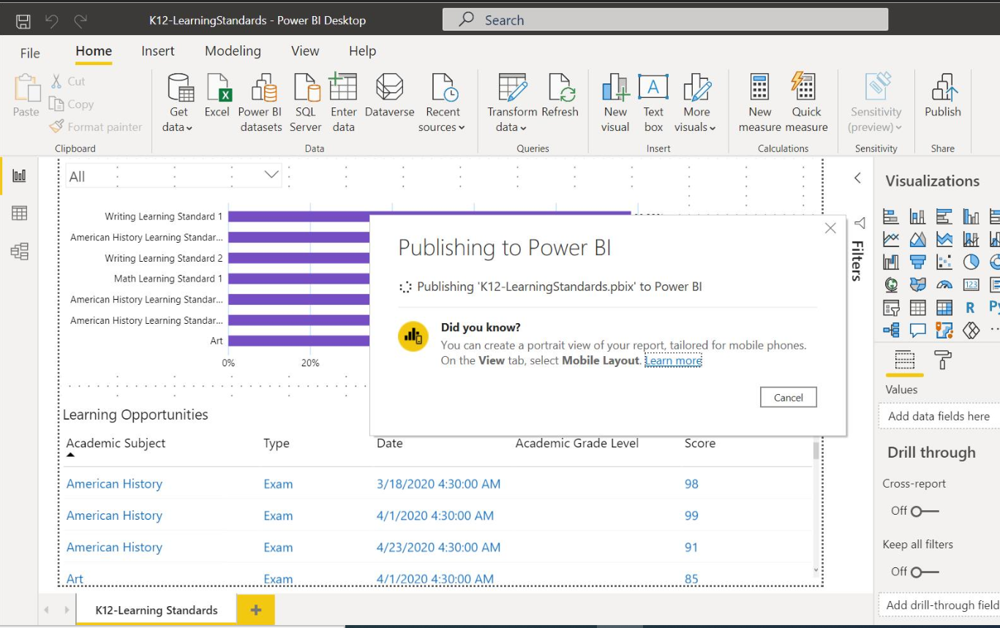 K12-LearningStandards - Power BI Desktop
Search
File Home Insert Modeling View Help
Paste
Cut
Copy
Format painter
Clipboard
Get data
Excel
Power BI datasets
SQL Server
Enter data
Dataverse
Recent sources
Data
Transform data
Refresh
Queries
New visual
Text box
More visuals
Insert
New measure
Quick measure
Calculations
Sensitivity (preview)
Sensitivity
Publish
Share
All
Writing Learning Standard 1
American History Learning Standar...
Writing Learning Standard 2
Math Learning Standard 1
American History Learning Standar...
American History Learning Standar...
Art
0% 20%
Publishing to Power BI
Publishing 'K12-LearningStandards.pbix' to Power BI
Did you know?
You can create a portrait view of your report, tailored for mobile phones.
On the View tab, select Mobile Layout. Learn more
Cancel
Learning Opportunities
Academic Subject Type Date Academic Grade Level Score
American History Exam 3/18/2020 4:30:00 AM 98
American History Exam 4/1/2020 4:30:00 AM 99
American History Exam 4/23/2020 4:30:00 AM 91
Art Exam 4/1/2020 4:30:00 AM 85
K12-Learning Standards
Filters
Visualizations
123
R Py
Values
Add data fields here
Drill through
Cross-report
Off
Keep all filters
Off
Add drill-through field